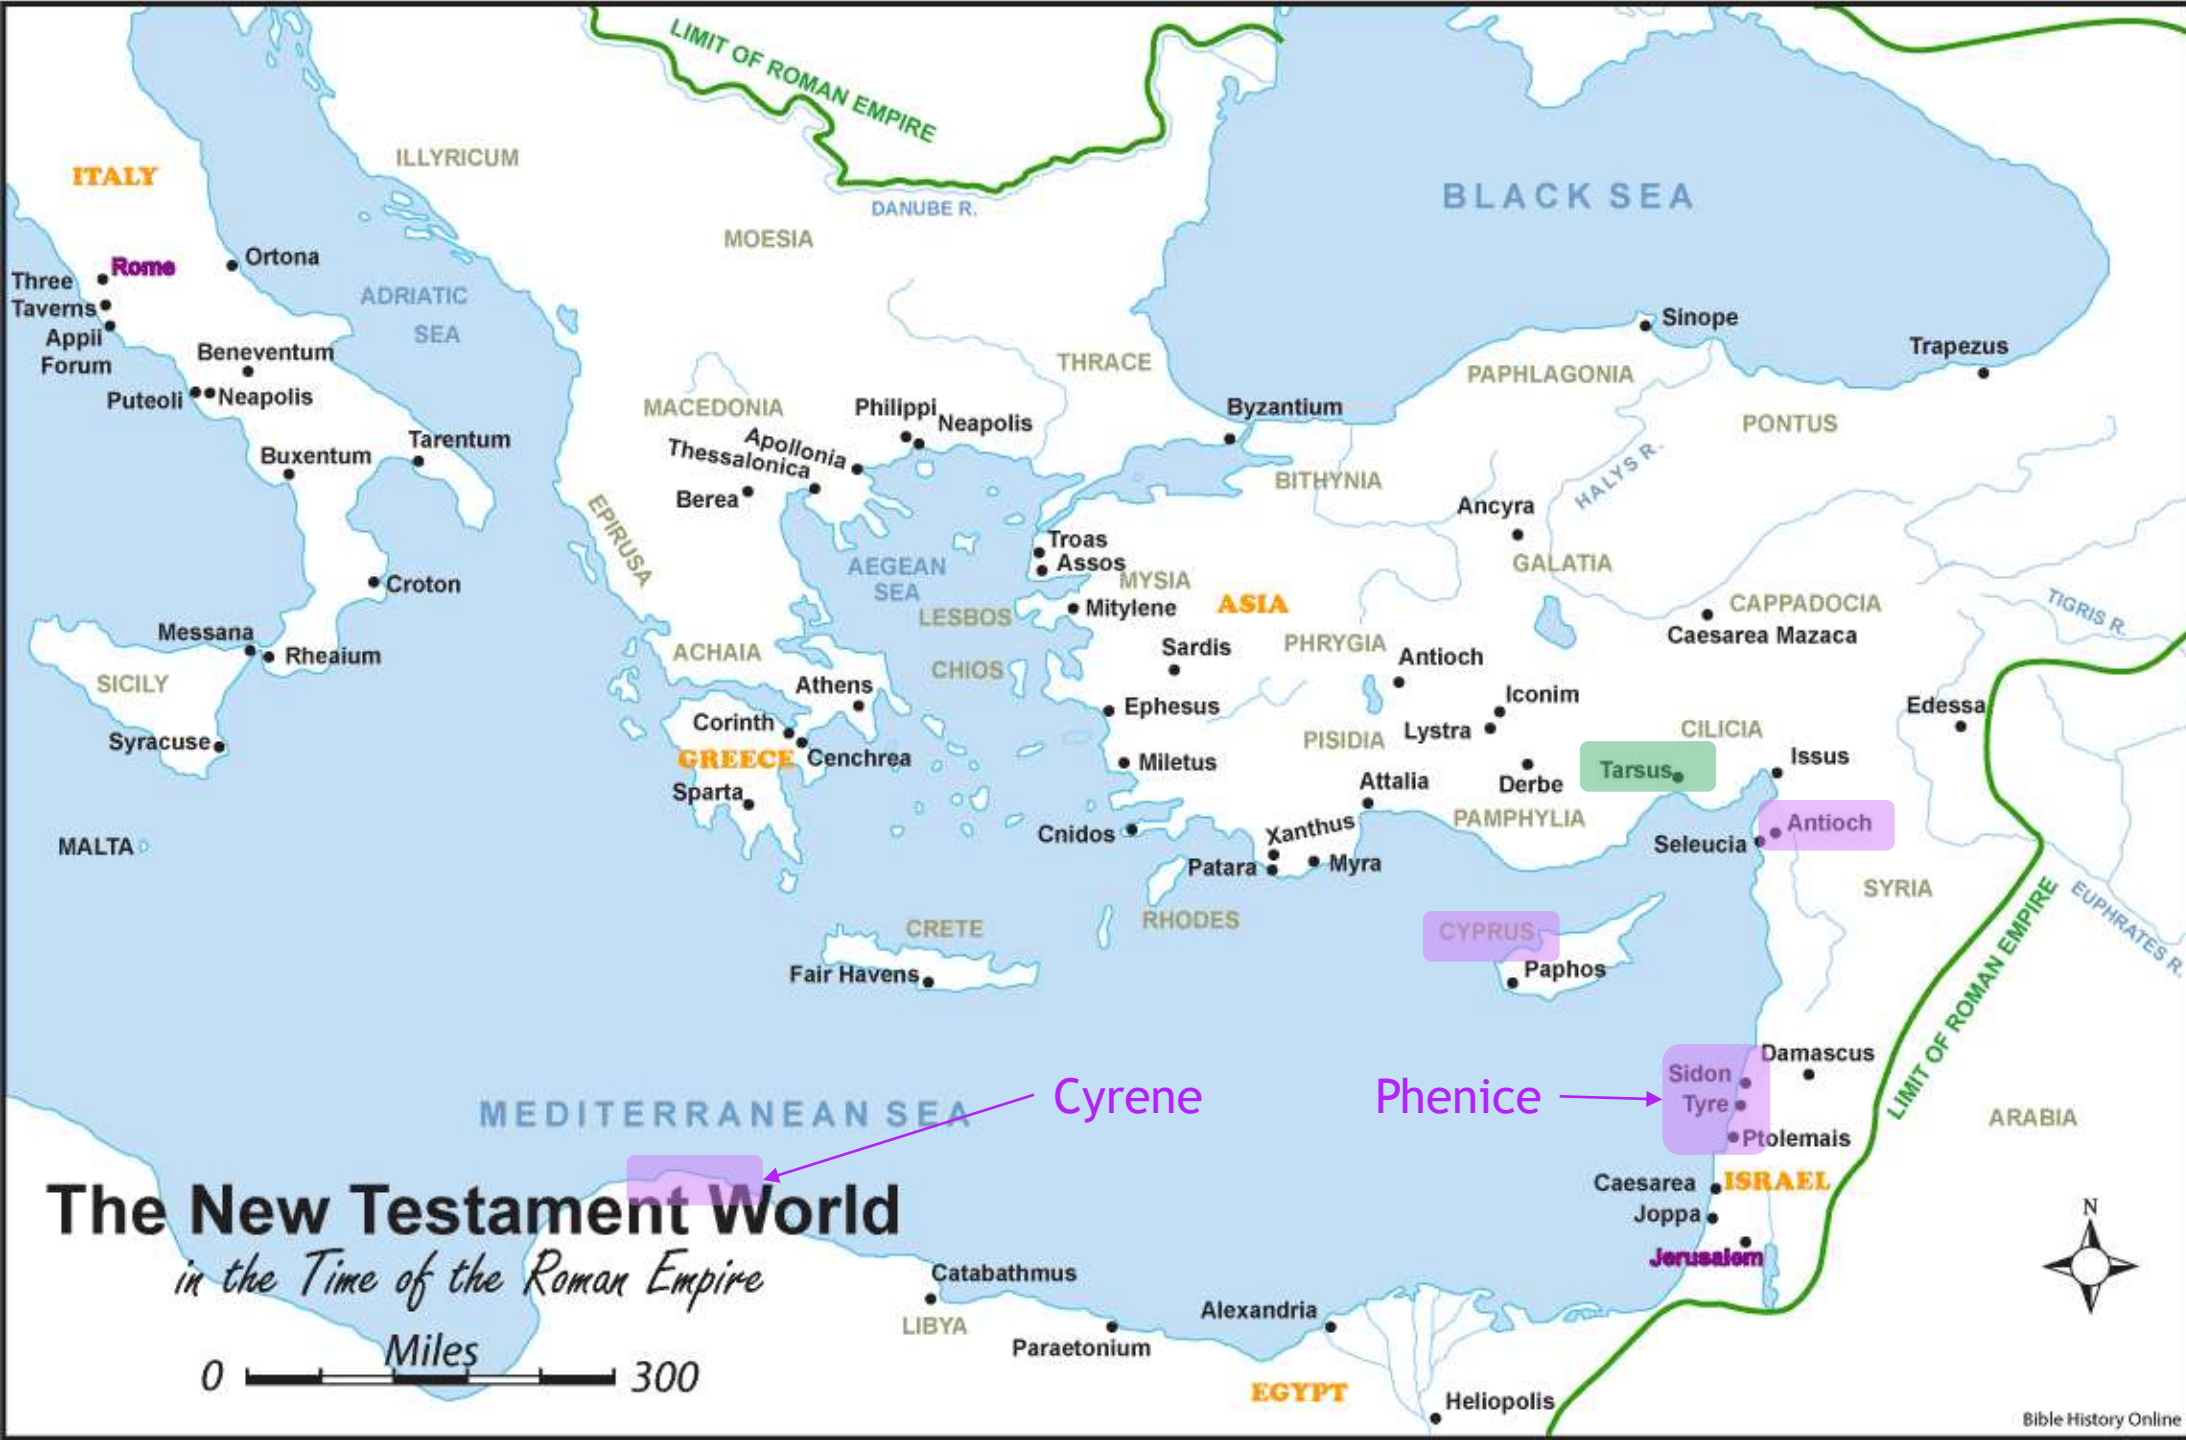 LIMIT OF ROMAN EMPIRE
ILLYRICUM
ITALY
BLACK SEA
DANUBE R.
MOESIA
Rome
Ortona
Three
Taverns
ADRIATIC
SEA
Appii
Forum
Beneventum
Puteoli
Neapolis
Buxentum
Tarentum
THRACE
Sinope
Trapezus
PAPHLAGONIA
PONTUS
MACEDONIA
Philippi
Neapolis
Byzantium
Apollonia
Thessalonica
Berea
BITHYNIA
HALYS R.
Ancyra
GALATIA
EPIRUSA
AEGEAN
SEA
Troas
Assos
MYSIA
ASIA
LESBOS
Mitylene
CAPPADOCIA
Caesarea Mazaca
TIGRIS R.
Croton
Messana
Rheaium
SICILY
Syracuse
ACHAIA
CHIOS
Sardis
PHRYGIA
Antioch
Athens
Corinth
GREECE
Cenchrea
Sparta
Ephesus
Iconim
Lystra
PISIDIA
Miletus
Derbe
CILICIA
Tarsus
Issus
Edessa
Attalia
PAMPHYLIA
MALTA
Cnidos
Xanthus
Patara
Myra
Seleucia
Antioch
SYRIA
EUPHRATES R.
LIMIT OF ROMAN EMPIRE
CRETE
RHODES
CYPRUS
Fair Havens
Paphos
Damascus
Sidon
Tyre
Ptolemais
ARABIA
MEDITERRANEAN SEA
Cyrene
Phenice
Caesarea
ISRAEL
Joppa
Jerusalem
N
The New Testament World
in the Time of the Roman Empire
Miles
0 300
Catabathmus
LIBYA
Paraetonium
Alexandria
EGYPT
Heliopolis
Bible History Online